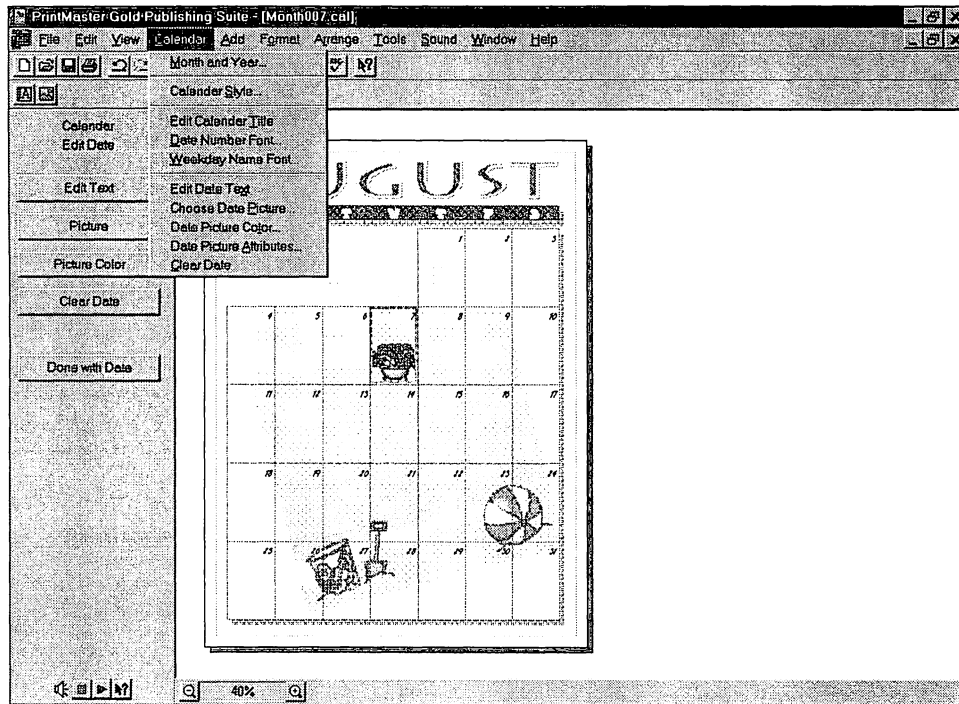 PrintMaster Gold Publishing Suite - [Month007.cal]
File Edit View Calendar Add Format Arrange Tools Sound Window Help
Month and Year...
Calendar Style...
Edit Calendar Title
Date Number Font...
Weekday Name Font...
Edit Date Text
Choose Date Picture...
Date Picture Color...
Date Picture Attributes...
Clear Date
Calendar
Edit Date
Edit Text
Picture
Picture Color
Clear Date
Done with Date
UGUST
1 2 3
4 5 6 7 8 9 10
11 12 13 14 15 16 17
18 19 20 21 22 23 24
25 26 27 28 29 30 31
40%